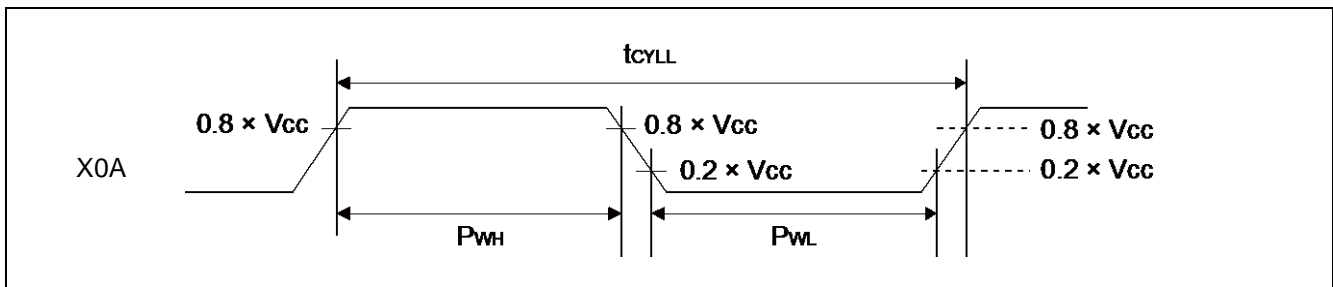 tCYLL
0.8 × Vcc
0.8 × Vcc
0.8 × Vcc
X0A
0.2 × Vcc
0.2 × Vcc
PWH
PWL